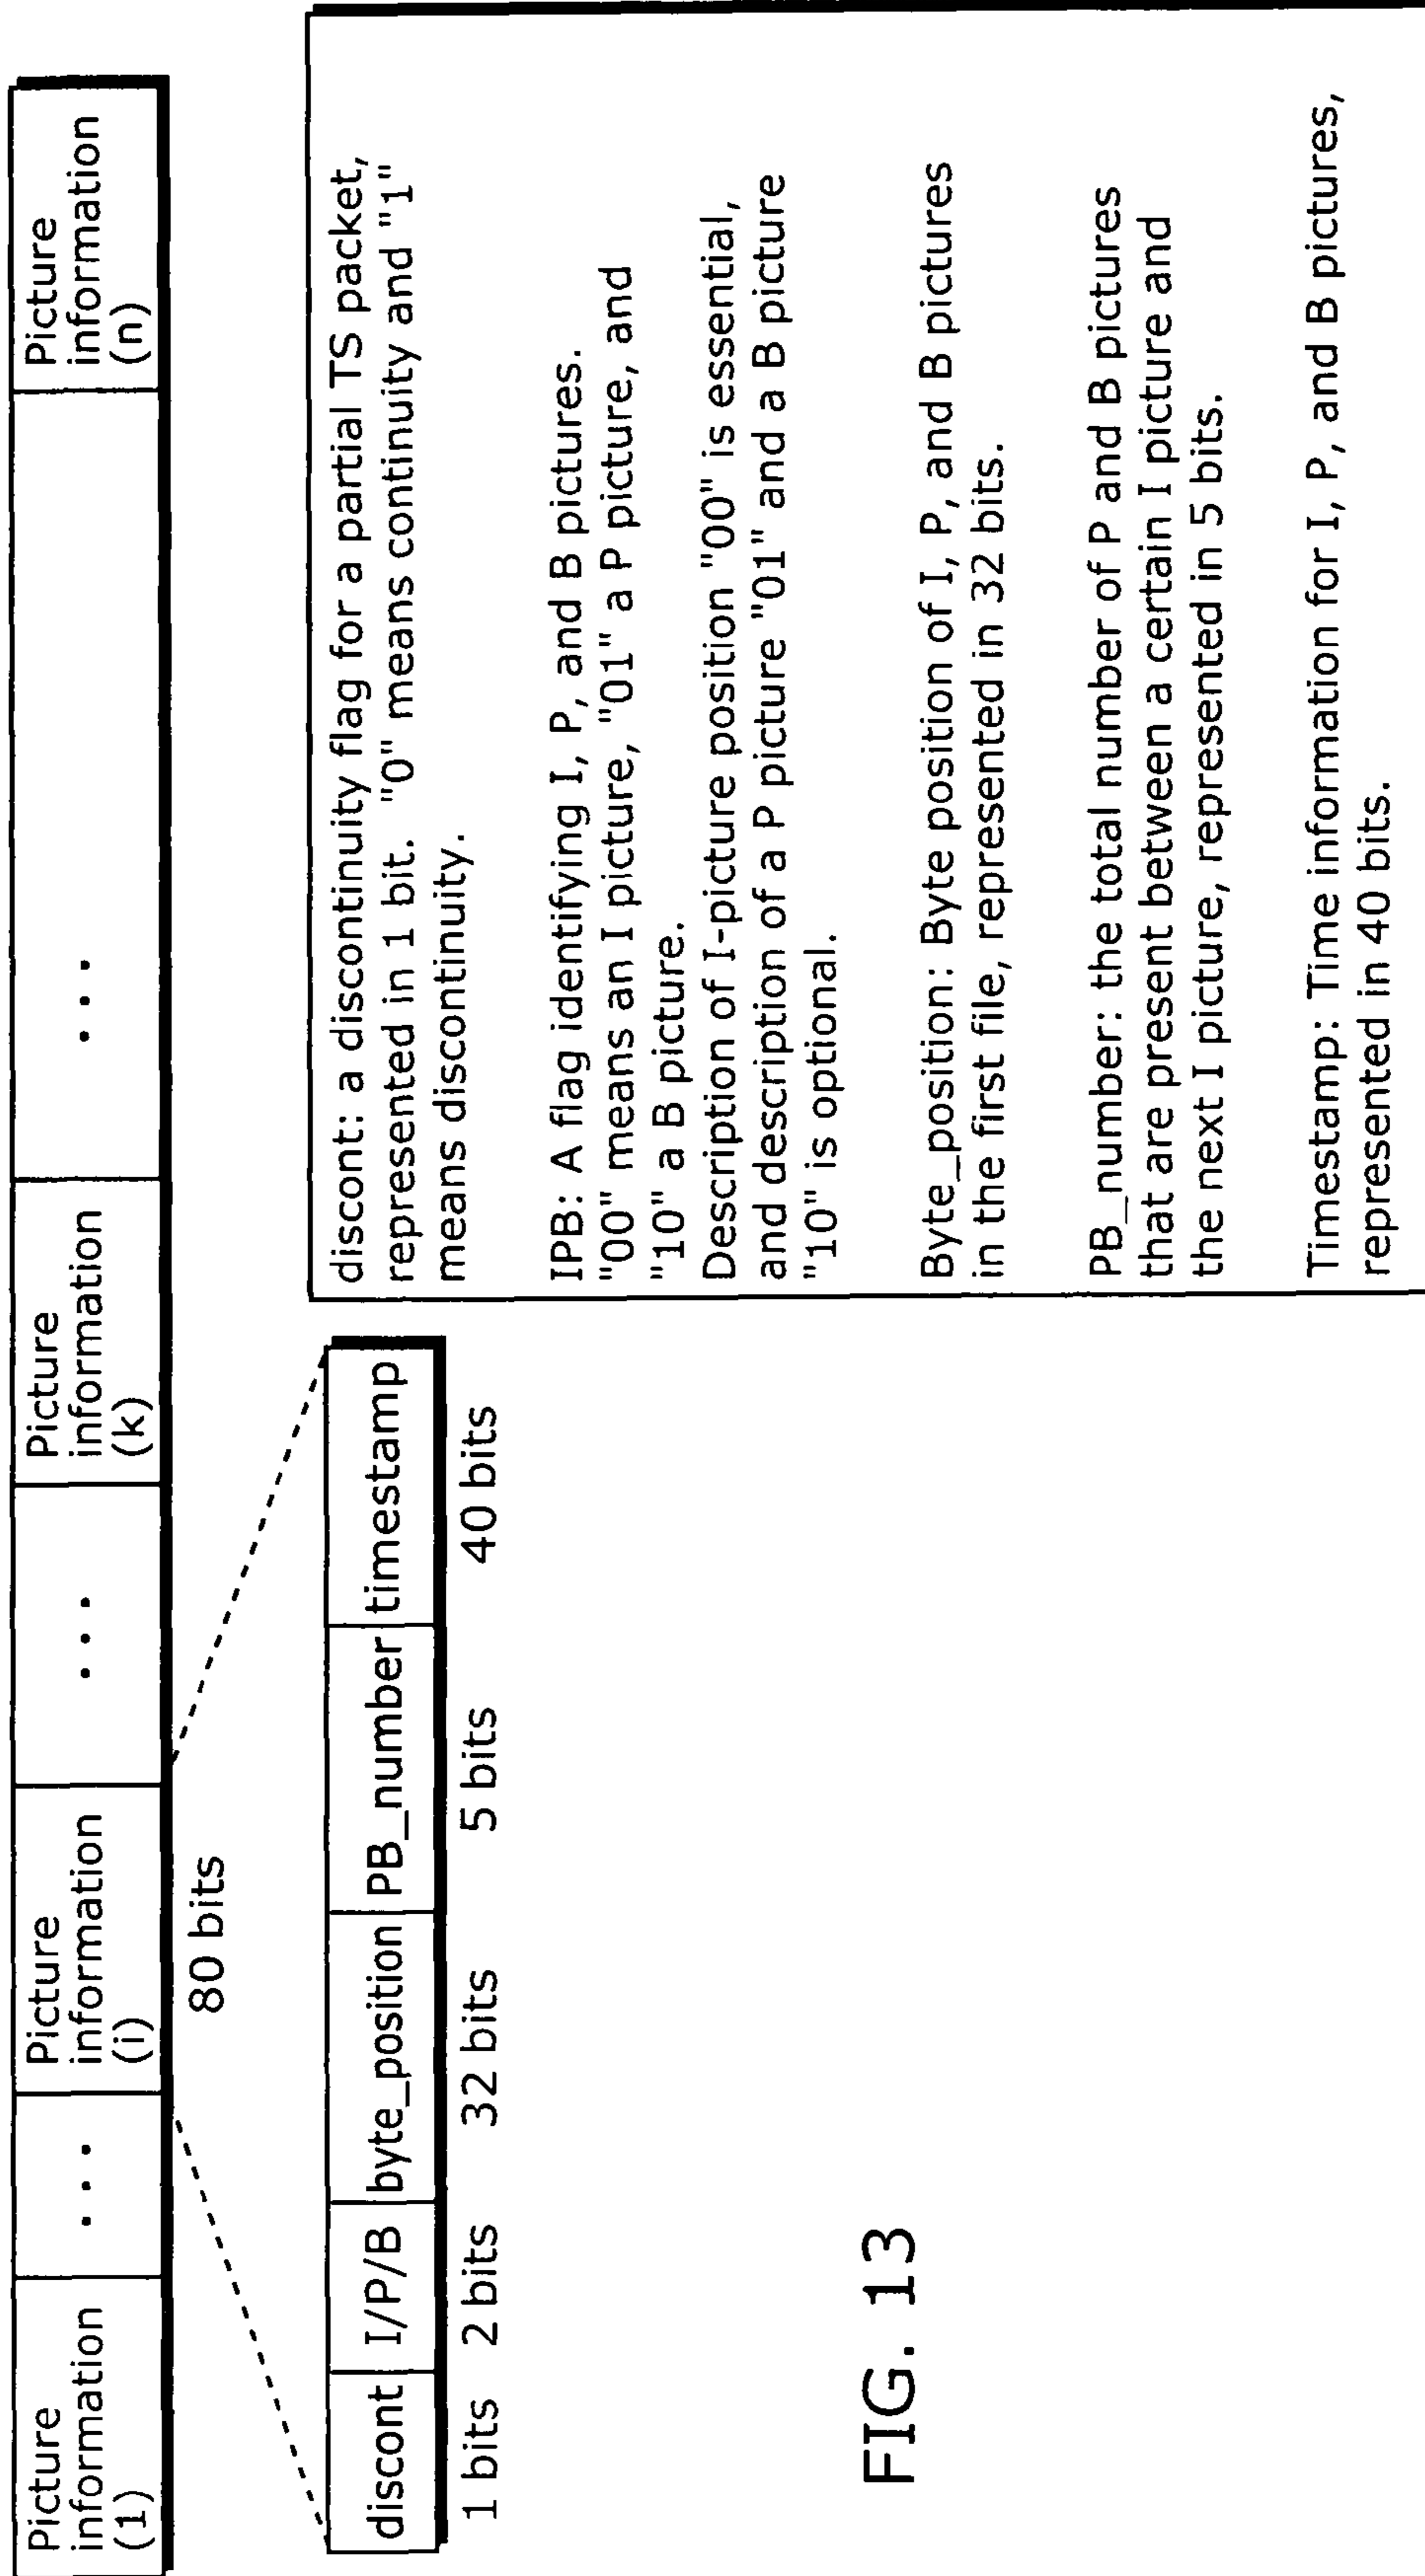 Picture
information
(1)
. . .
Picture
information
(i)
. . .
Picture
information
(k)
. . .
Picture
information
(n)
80 bits
discont
I/P/B
byte_position
PB_number
timestamp
1 bits
2 bits
32 bits
5 bits
40 bits
discont: a discontinuity flag for a partial TS packet,
represented in 1 bit. "0" means continuity and "1"
means discontinuity.
IPB: A flag identifying I, P, and B pictures.
"00" means an I picture, "01" a P picture, and
"10" a B picture.
Description of I-picture position "00" is essential,
and description of a P picture "01" and a B picture
"10" is optional.
Byte_position: Byte position of I, P, and B pictures
in the first file, represented in 32 bits.
PB_number: the total number of P and B pictures
that are present between a certain I picture and
the next I picture, represented in 5 bits.
Timestamp: Time information for I, P, and B pictures,
represented in 40 bits.
FIG. 13